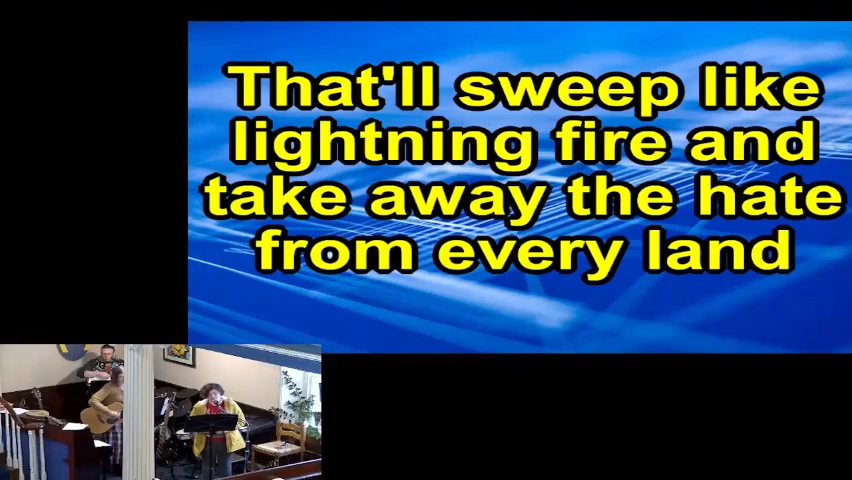 That'll sweep like
lightning fire and
take away the hate
from every land